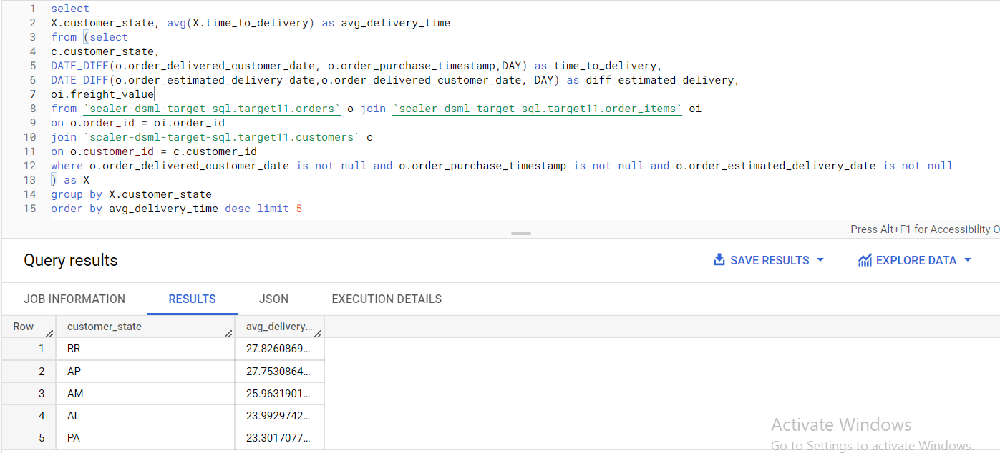 1 select
2 X.customer_state, avg(X.time_to_delivery) as avg_delivery_time
3 from (select
4 c.customer_state,
5 DATE_DIFF(o.order_delivered_customer_date, o.order_purchase_timestamp,DAY) as time_to_delivery,
6 DATE_DIFF(o.order_estimated_delivery_date,o.order_delivered_customer_date, DAY) as diff_estimated_delivery,
7 oi.freight_value
8 from `scaler-dsml-target-sql.target11.orders` o join `scaler-dsml-target-sql.target11.order_items` oi
9 on o.order_id = oi.order_id
10 join `scaler-dsml-target-sql.target11.customers` c
11 on o.customer_id = c.customer_id
12 where o.order_delivered_customer_date is not null and o.order_purchase_timestamp is not null and o.order_estimated_delivery_date is not null
13 ) as X
14 group by X.customer_state
15 order by avg_delivery_time desc limit 5
Press Alt+F1 for Accessibility O
Query results SAVE RESULTS EXPLORE DATA
JOB INFORMATION RESULTS JSON EXECUTION DETAILS
Row customer_state avg_delivery...
1 RR 27.8260869...
2 AP 27.7530864...
3 AM 25.9631901...
4 AL 23.9929742...
5 PA 23.3017077...
Activate Windows
Go to Settings to activate Windows.